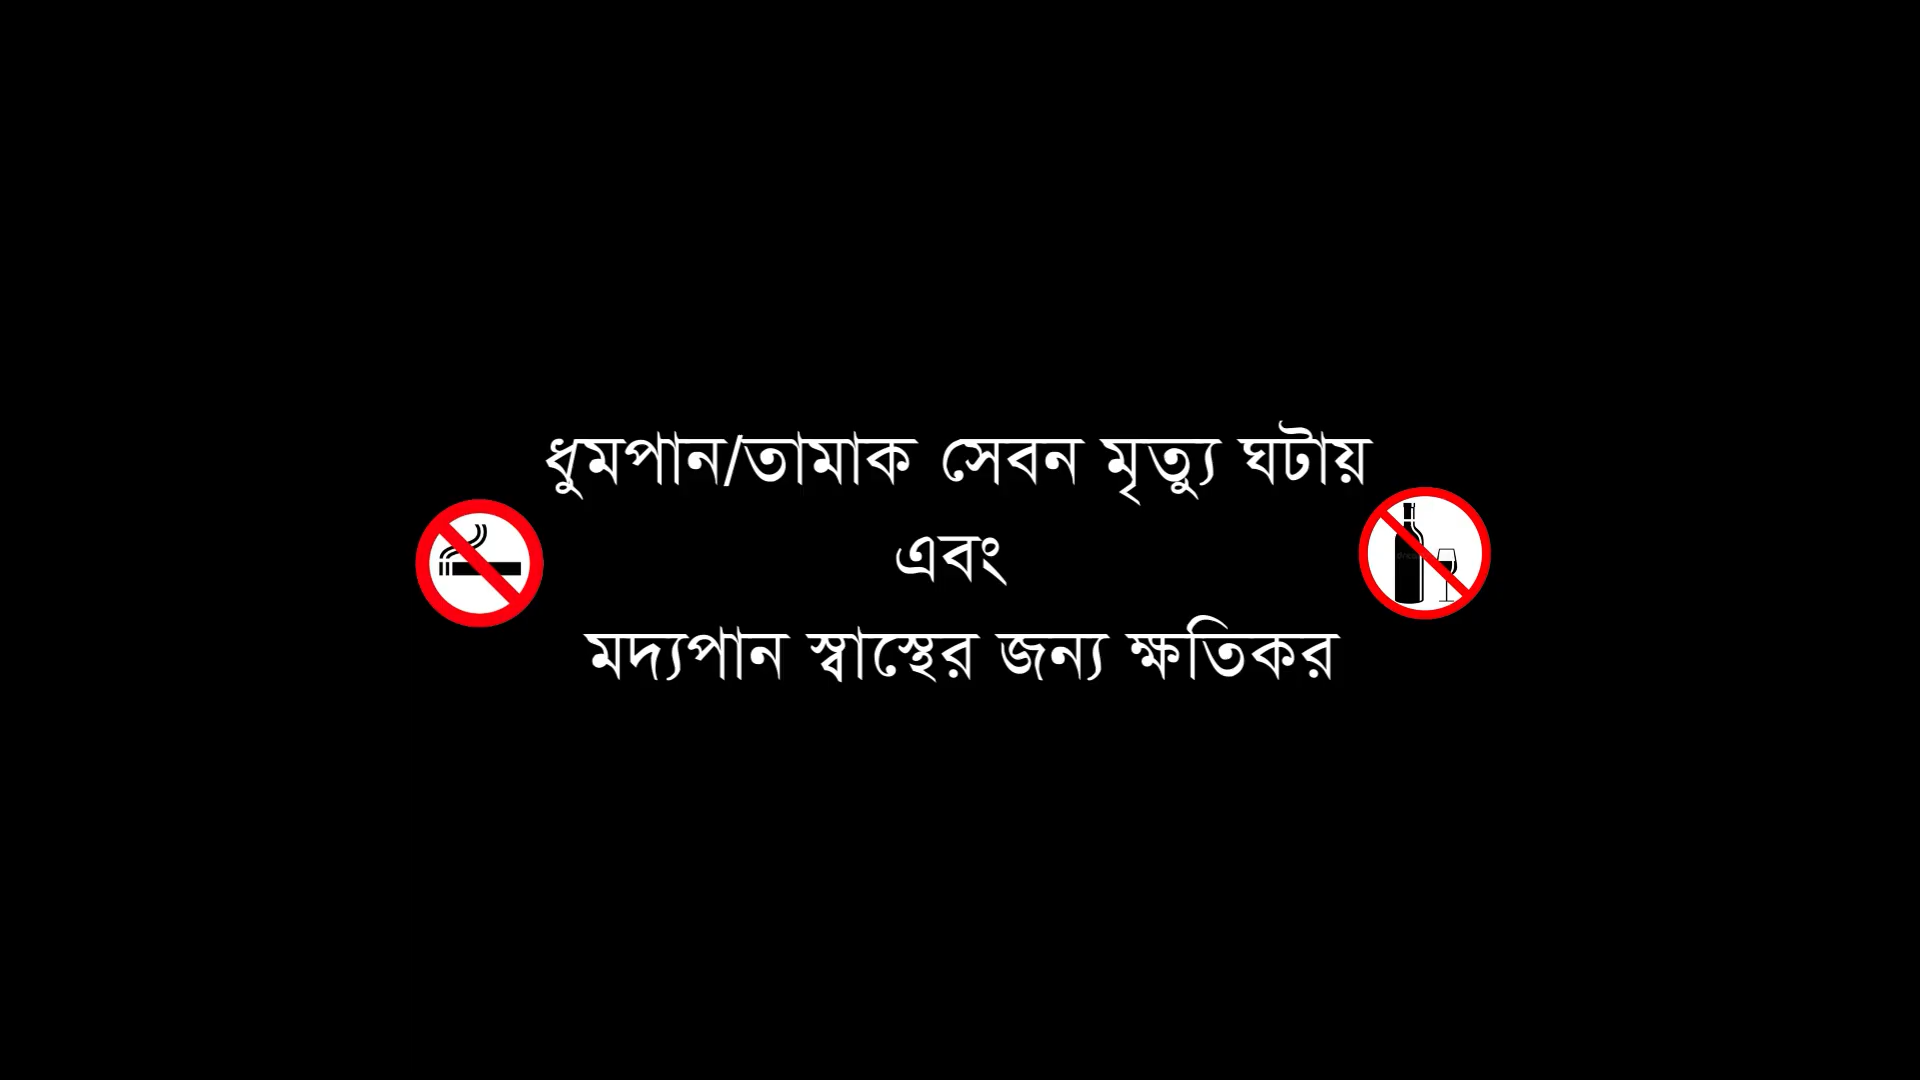 ধুমপান/তামাক সেবন মৃত্যু ঘটায়
এবং
মদ্যপান স্বাস্থের জন্য ক্ষতিকর